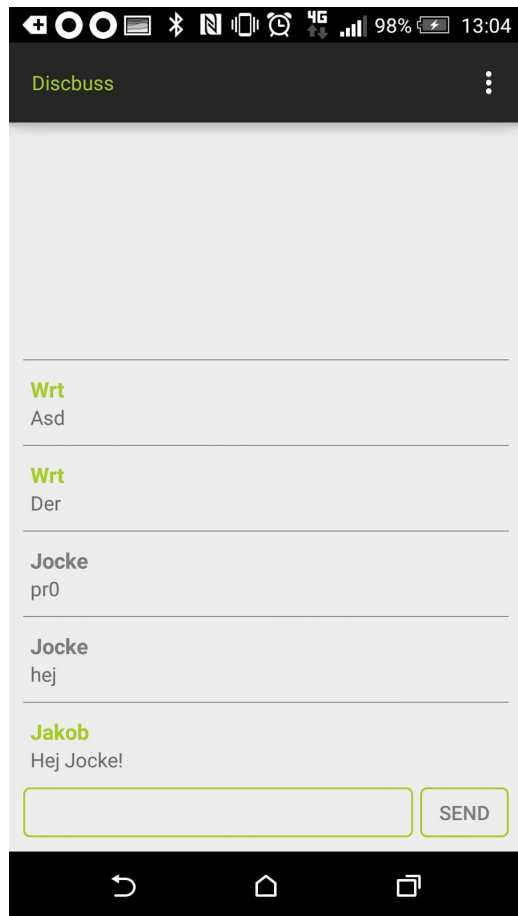 4G 98% 13:04
Discbuss
Wrt
Asd
Wrt
Der
Jocke
pr0
Jocke
hej
Jakob
Hej Jocke!
SEND